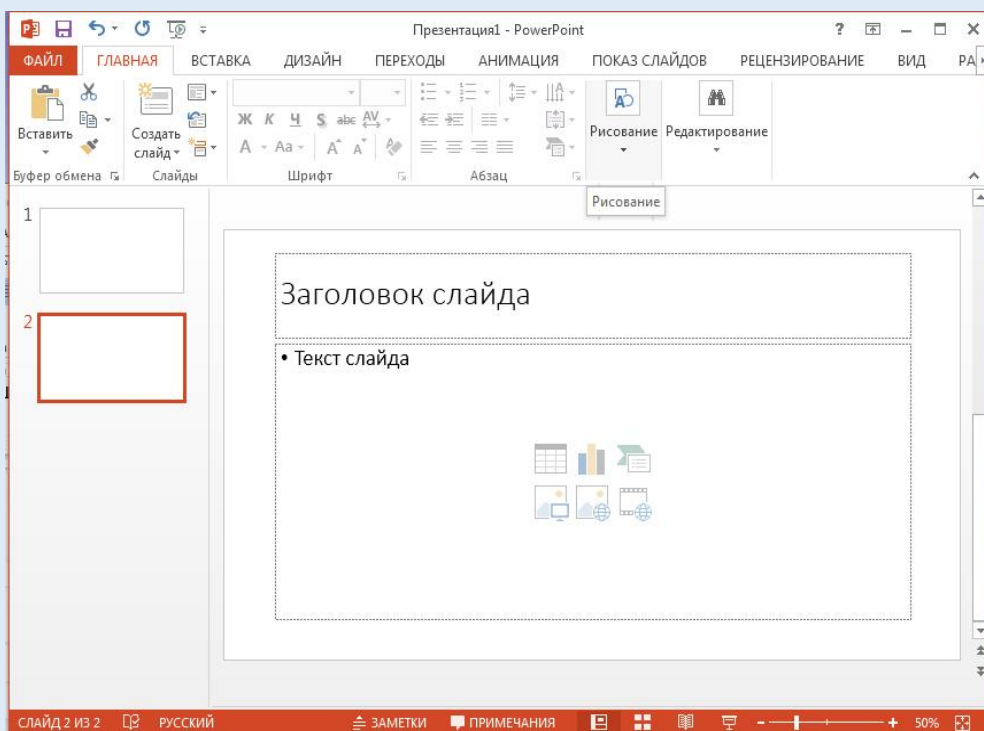 Презентация1 - PowerPoint
ФАЙЛ ГЛАВНАЯ ВСТАВКА ДИЗАЙН ПЕРЕХОДЫ АНИМАЦИЯ ПОКАЗ СЛАЙДОВ РЕЦЕНЗИРОВАНИЕ ВИД РА
Вставить
Создать
слайд
Ж К Ч S abc AV
A Aa A A
Рисование Редактирование
Буфер обмена Слайды Шрифт Абзац
Рисование
1
2
Заголовок слайда
• Текст слайда
СЛАЙД 2 ИЗ 2 РУССКИЙ ЗАМЕТКИ ПРИМЕЧАНИЯ 50%